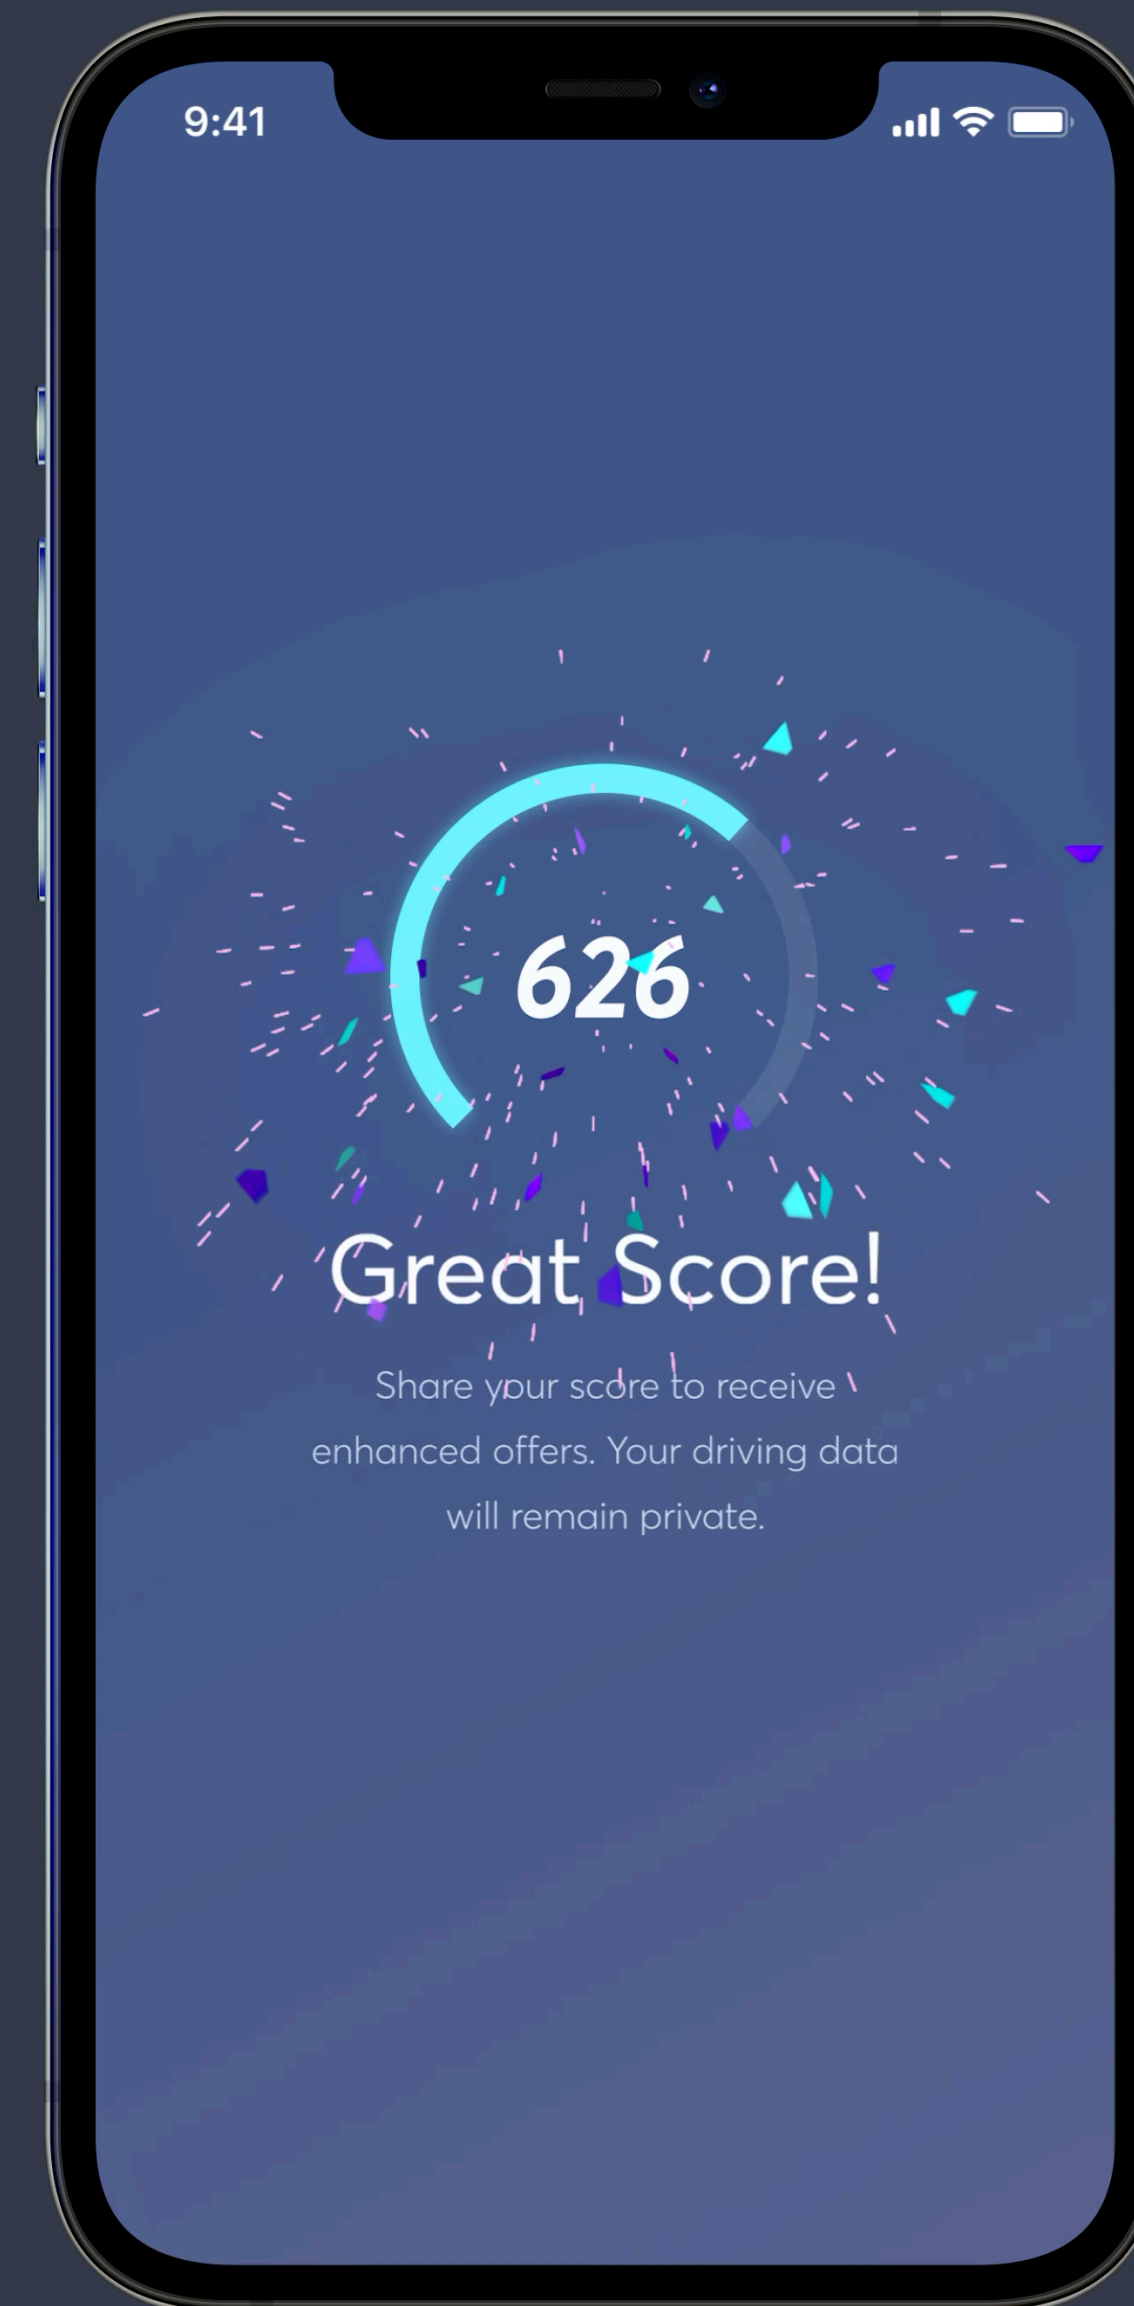 9:41
626
Great Score!
Share your score to receive
enhanced offers. Your driving data
will remain private.